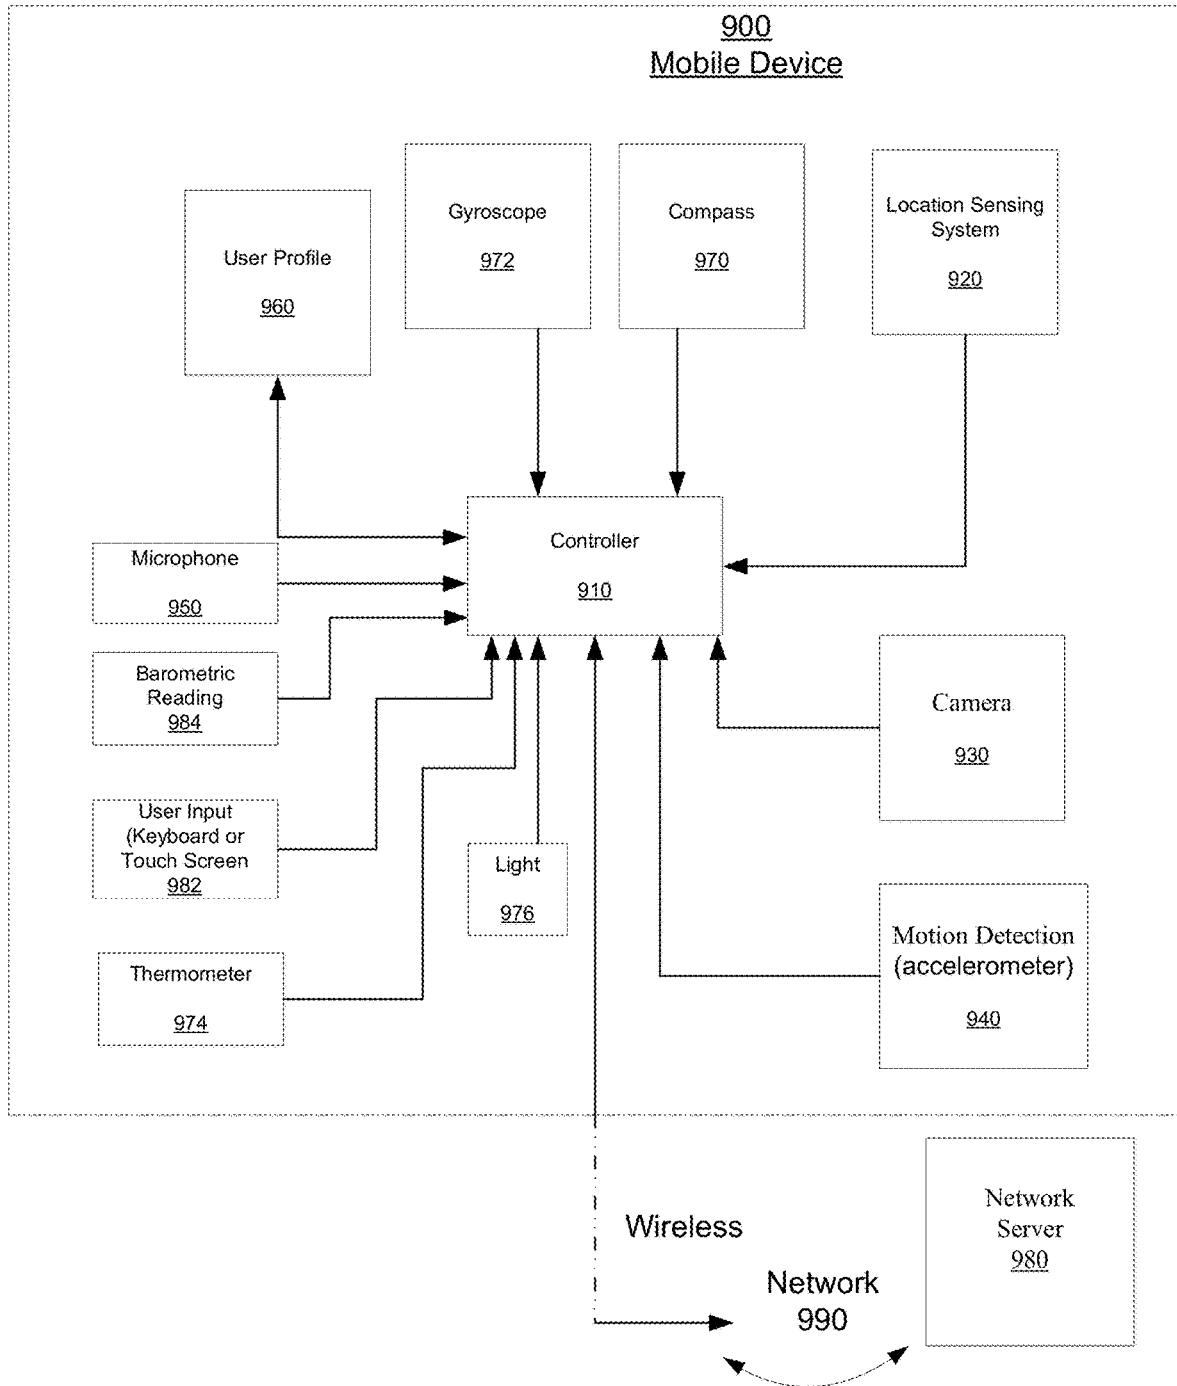 900
Mobile Device
Gyroscope
972
Compass
970
Location Sensing
System
920
User Profile
960
Controller
910
Microphone
950
Barometric
Reading
984
User Input
(Keyboard or
Touch Screen
982
Thermometer
974
Light
976
Camera
930
Motion Detection
(accelerometer)
940
Wireless
Network
990
Network
Server
980